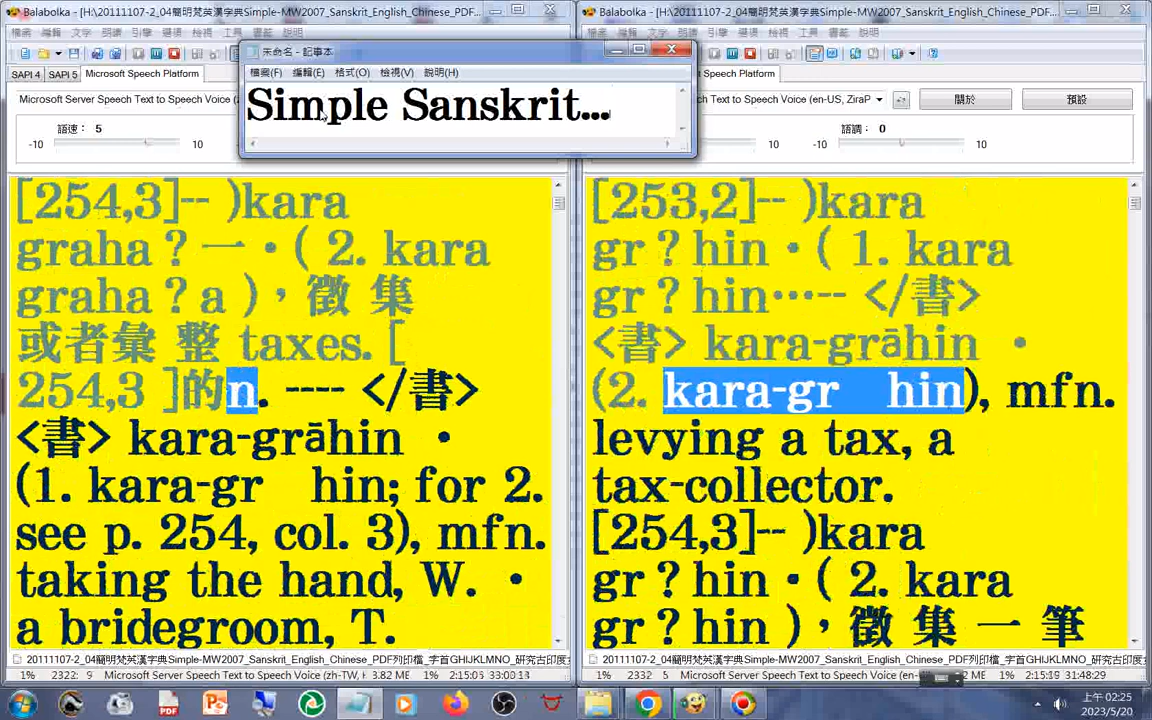 Balabolka - [H:\20111107-2_04簡明梵英漢字典Simple-MW2007_Sanskrit_English_Chinese_PDF...
Balabolka - [H:\20111107-2_04簡明梵英漢字典Simple-MW2007_Sanskrit_English_Chinese_PDF...
未命名 - 記事本
檔案(F) 編輯(E) 格式(O) 檢視(V) 說明(H)
Simple Sanskrit...
SAPI 4 SAPI 5 Microsoft Speech Platform
t Speech Platform
Microsoft Server Speech Text to Speech Voice (z
rosoft Server Speech Text to Speech Voice (en-US, ZiraP
關於
預設
語速： 5
-10 10
10
語調： 0
-10 10
[254,3]-- )kara
graha ? 一 •( 2. kara
graha ? a )，徵 集
或者彙 整 taxes. [
254,3 ]的n. ---- </書>
<書> kara-grāhin •
(1. kara-gr hin; for 2.
see p. 254, col. 3), mfn.
taking the hand, W. •
a bridegroom, T.
[253,2]-- )kara
gr ? hin •( 1. kara
gr ? hin…-- </書>
<書> kara-grāhin •
(2. kara-gr hin), mfn.
levying a tax, a
tax-collector.
[254,3]-- )kara
gr ? hin •( 2. kara
gr ? hin )，徵 集 一 筆
20111107-2_04簡明梵英漢字典Simple-MW2007_Sanskrit_English_Chinese_PDF列印檔_字首GHIJKLMNO_研究古印度
20111107-2_04簡明梵英漢字典Simple-MW2007_Sanskrit_English_Chinese_PDF列印檔_字首GHIJKLMNO_研究古印度
1% 2322: 9 Microsoft Server Speech Text to Speech Voice (zh-TW, H 3.82 MB 1% 2:15:05 33:00:13
1% 2332 5 Microsoft Server Speech Text to Speech Voice (en- 2 MB 1% 2:15:19 31:48:29
上午 02:25
2023/5/20